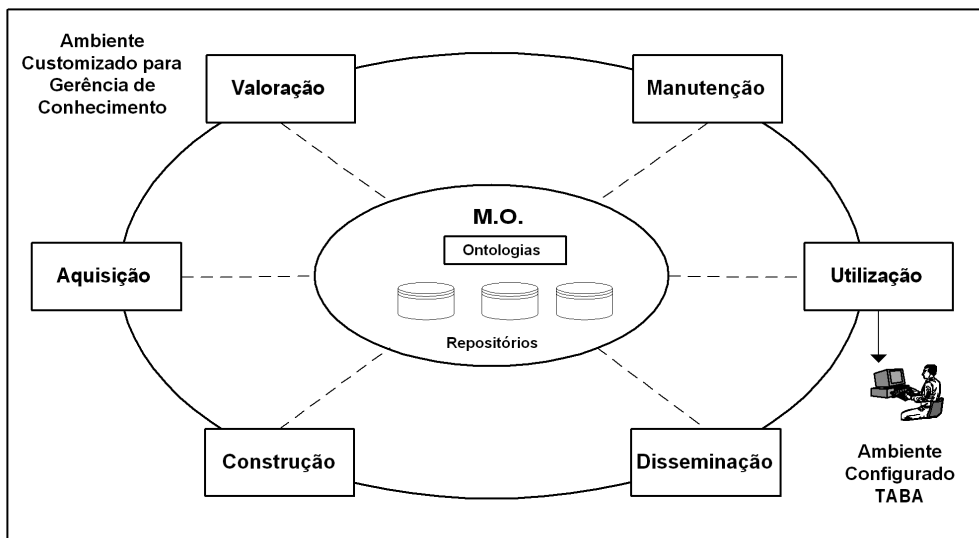 Ambiente
Customizado para
Gerência de
Conhecimento
Valoração
Manutenção
M.O.
Ontologias
Aquisição
Utilização
Repositórios
Construção
Disseminação
Ambiente
Configurado
TABA